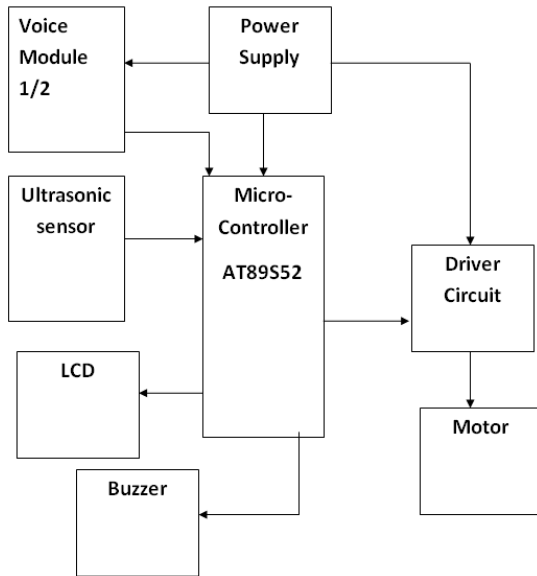 Voice
Module
1/2
Power
Supply
Ultrasonic
sensor
Micro-
Controller
AT89S52
Driver
Circuit
LCD
Motor
Buzzer